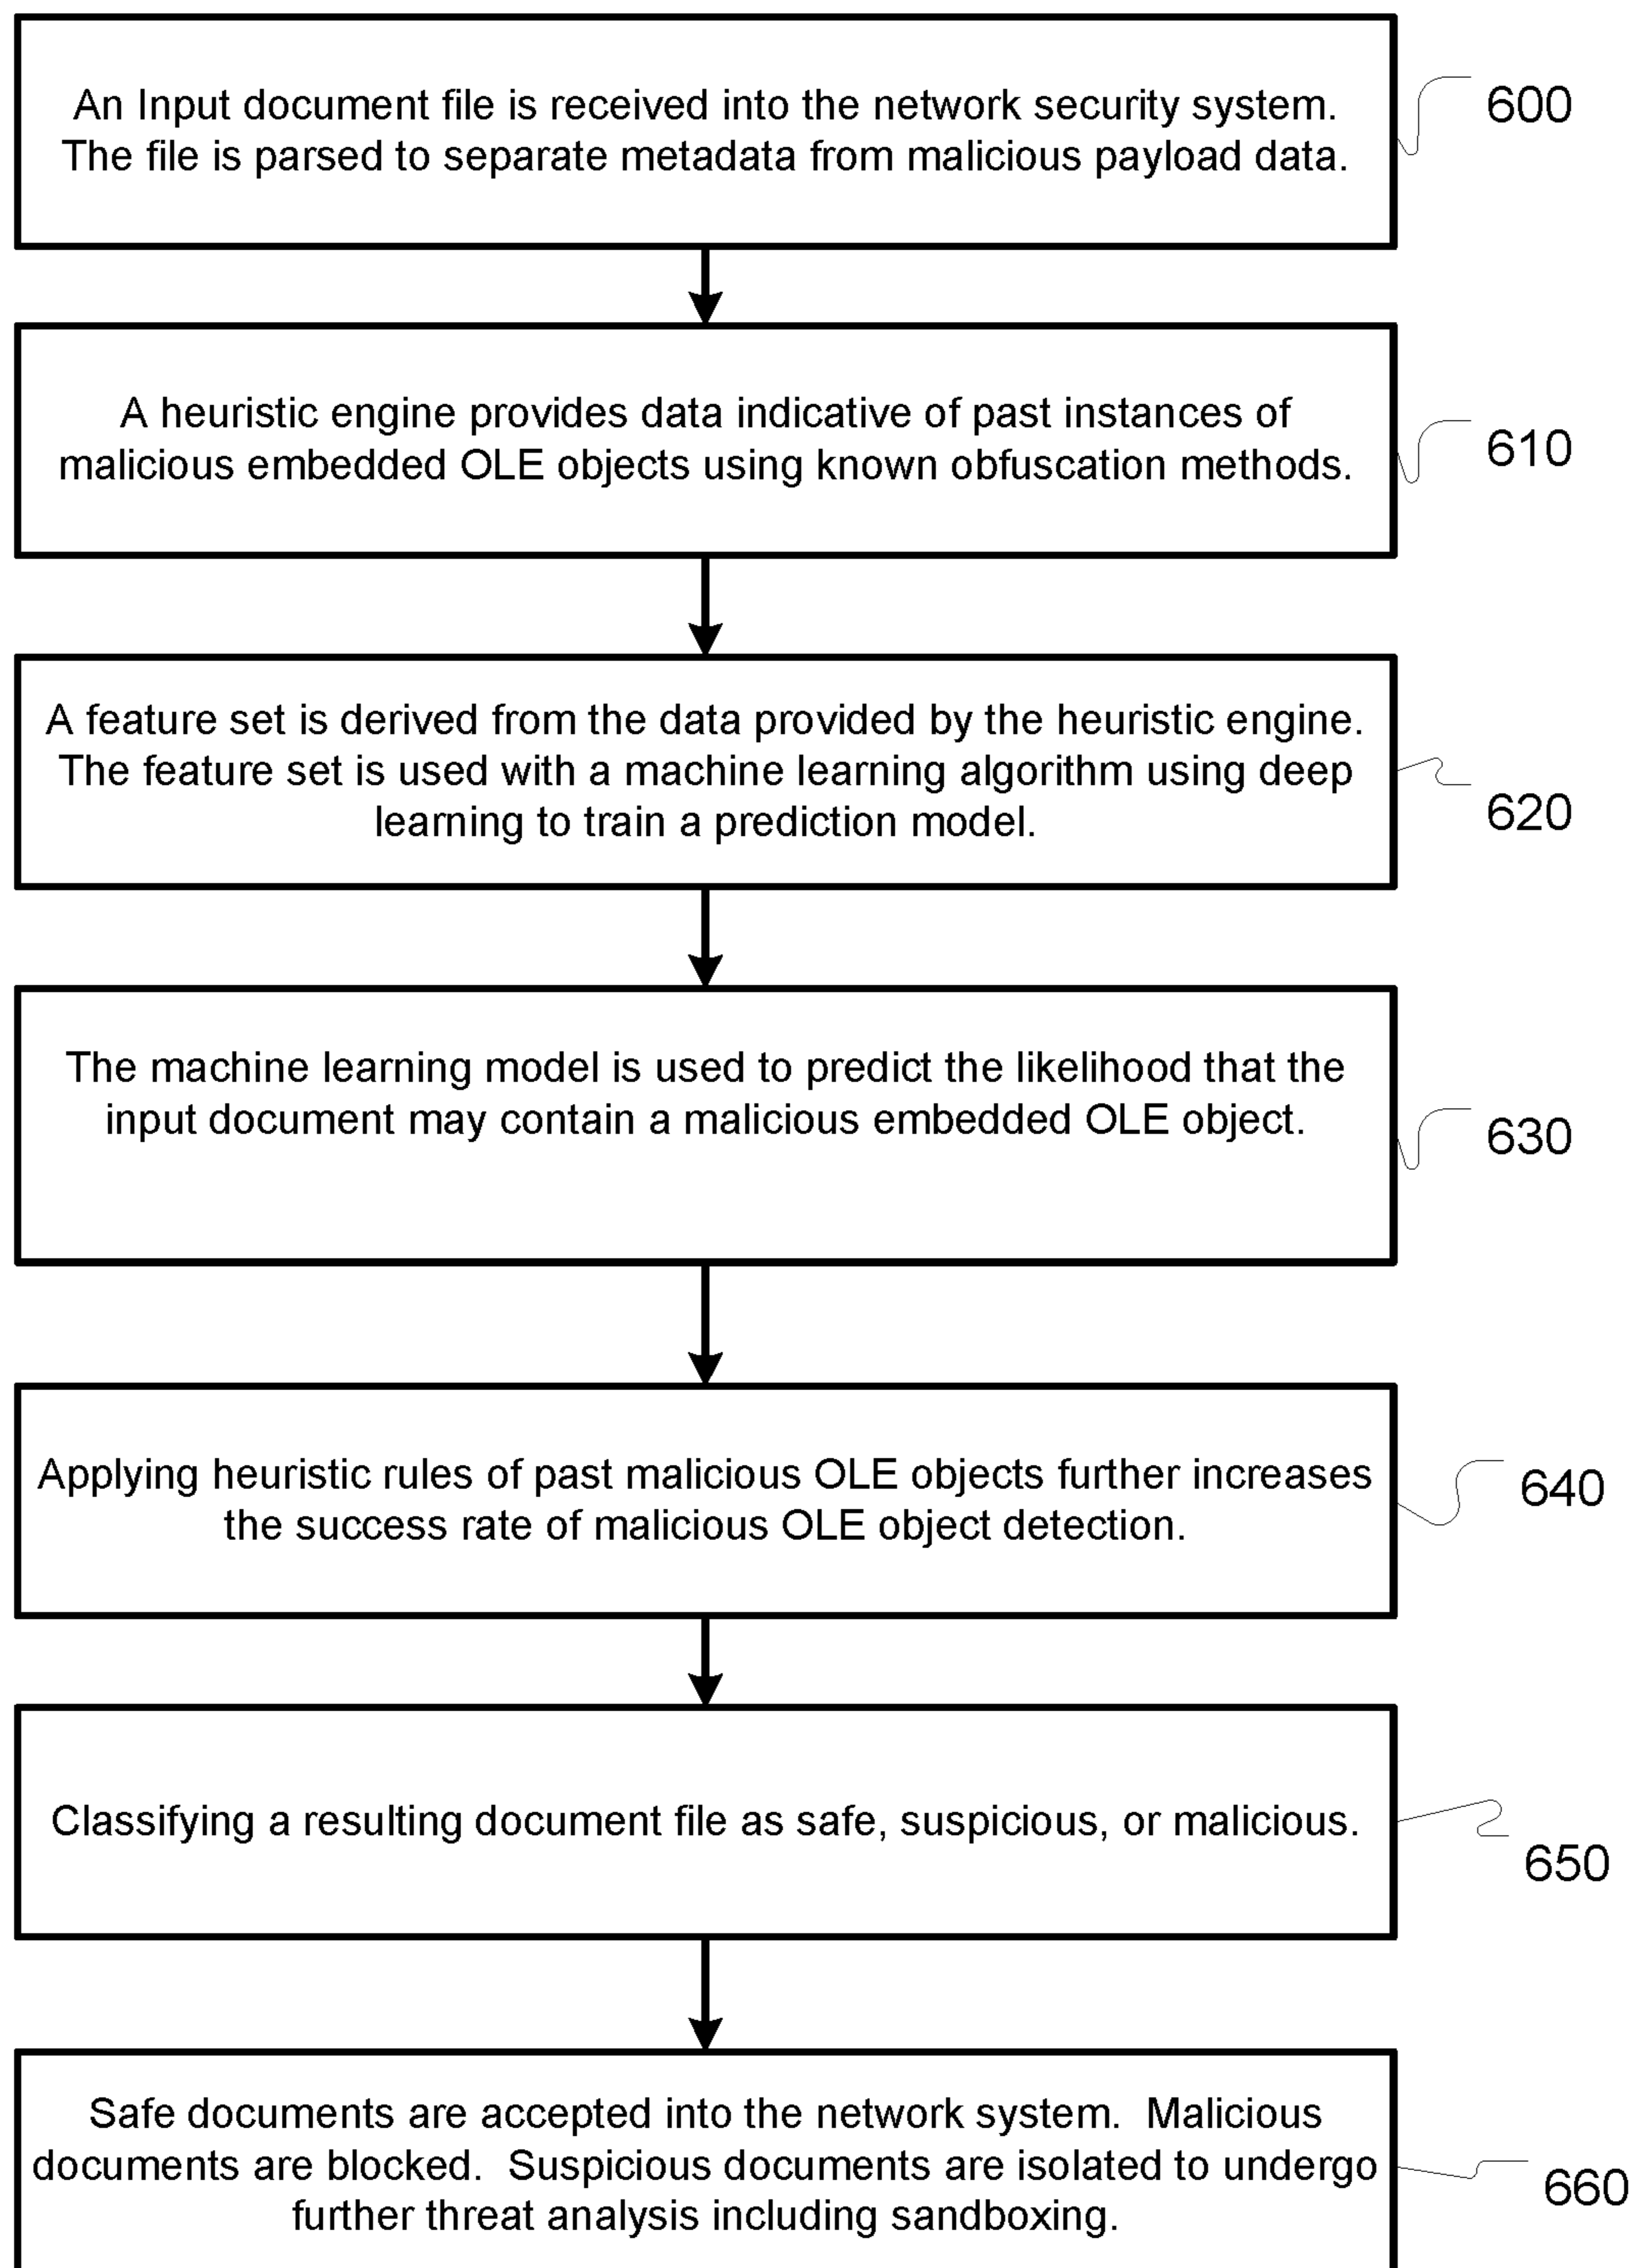 An Input document file is received into the network security system.
The file is parsed to separate metadata from malicious payload data.
600
A heuristic engine provides data indicative of past instances of
malicious embedded OLE objects using known obfuscation methods.
610
A feature set is derived from the data provided by the heuristic engine.
The feature set is used with a machine learning algorithm using deep
learning to train a prediction model.
620
The machine learning model is used to predict the likelihood that the
input document may contain a malicious embedded OLE object.
630
Applying heuristic rules of past malicious OLE objects further increases
the success rate of malicious OLE object detection.
640
Classifying a resulting document file as safe, suspicious, or malicious.
650
Safe documents are accepted into the network system.  Malicious
documents are blocked.  Suspicious documents are isolated to undergo
further threat analysis including sandboxing.
660